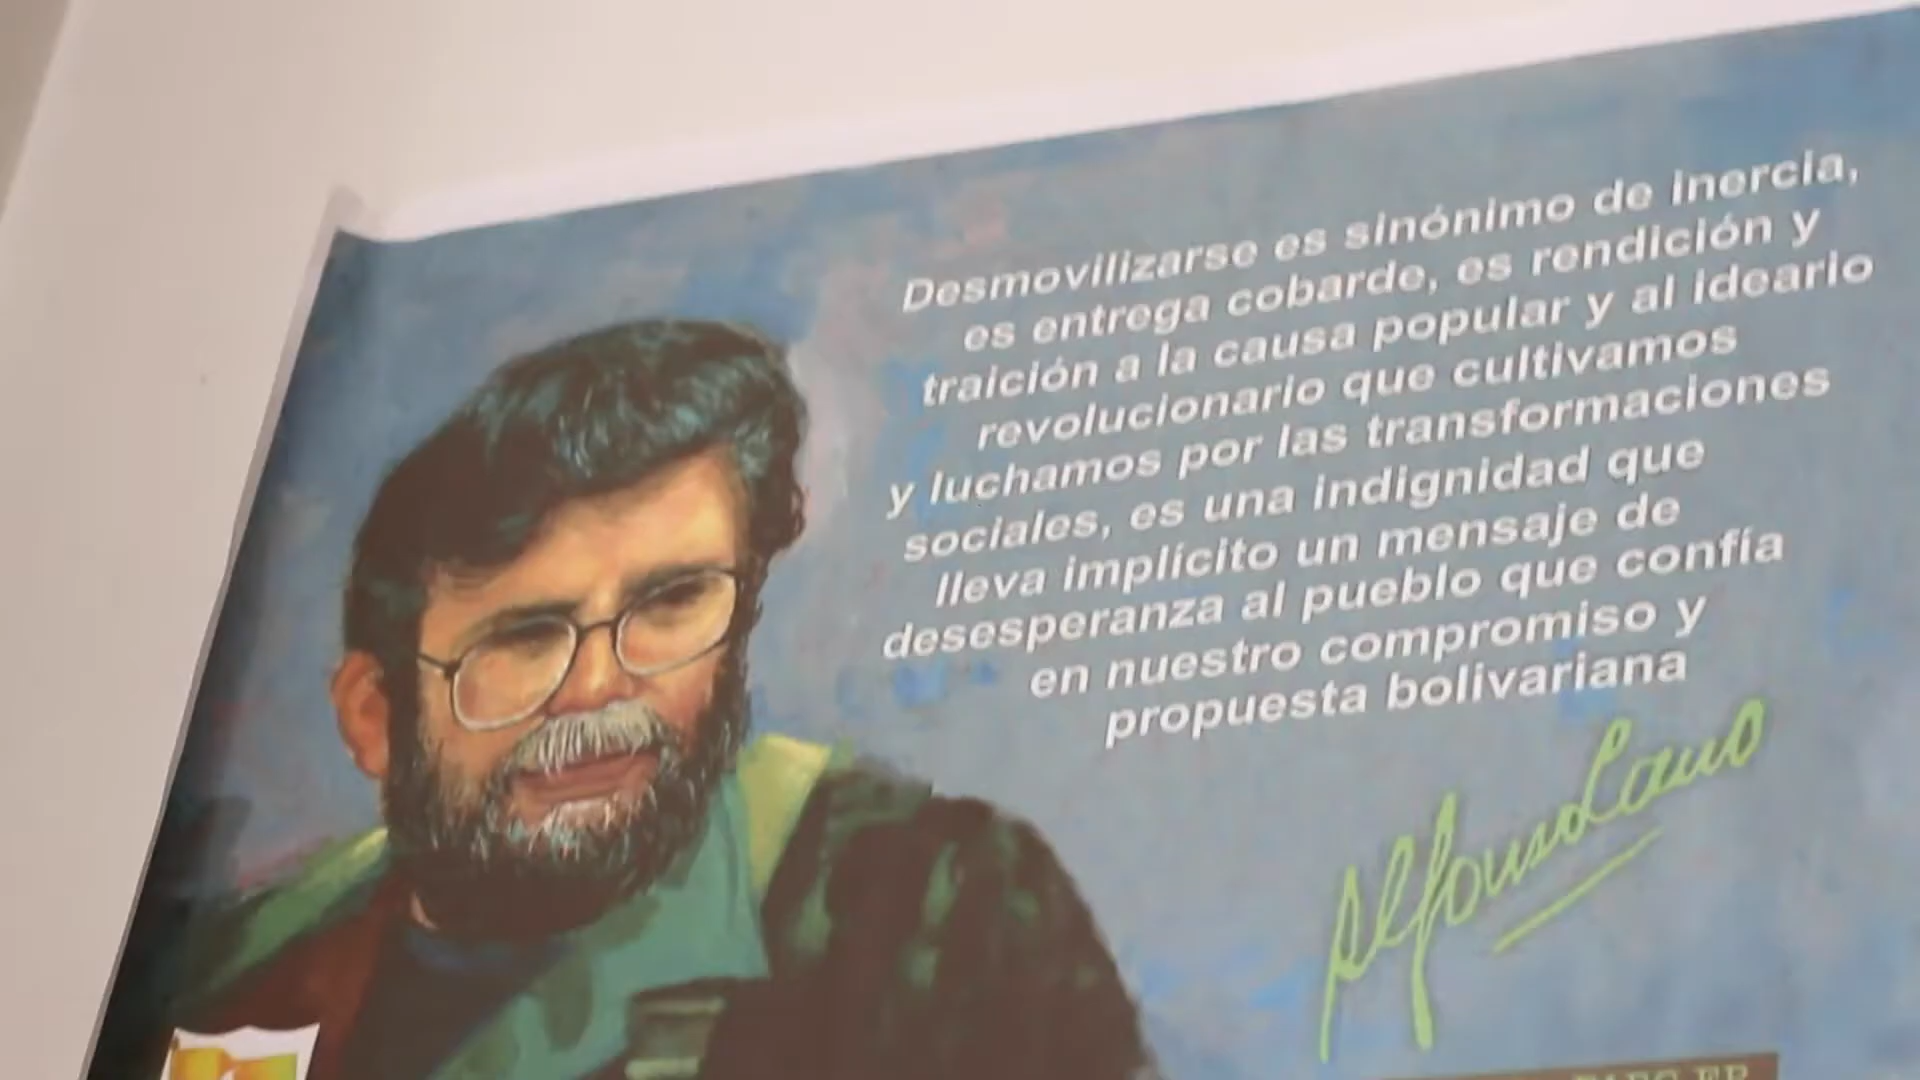 Desmovilizarse es sinónimo de inercia,
es entrega cobarde, es rendición y
traición a la causa popular y al ideario
revolucionario que cultivamos
y luchamos por las transformaciones
sociales, es una indignidad que
lleva implícito un mensaje de
desesperanza al pueblo que confía
en nuestro compromiso y
propuesta bolivariana
Alfonso Cano